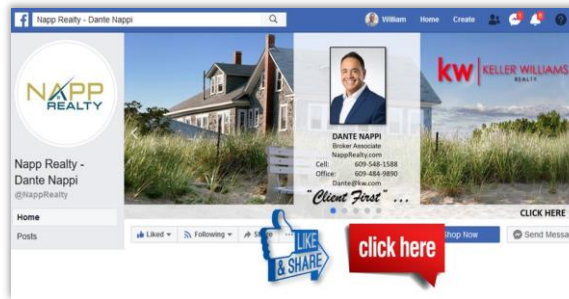 Napp Realty - Dante Nappi
William
Home
Create
NAPP
REALTY
kw
KELLER WILLIAMS
REALTY
DANTE NAPPI
Broker Associate
NappRealty.com
Cell: 609-548-1588
Office: 609-484-9890
Dante@kw.com
"Client First" ...
Napp Realty -
Dante Nappi
@NappRealty
Home
Posts
CLICK HERE
Liked
Following
Share
LIKE
& SHARE
click here
Shop Now
Send Messa